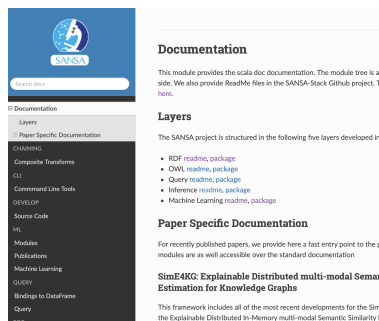 SANSA
Search docs
Documentation
Layers
Paper Specific Documentation
CHAINING
Composite Transforms
CLI
Commmand Line Tools
DEVELOP
Source Code
ML
Modules
Publications
Machine Learning
QUERY
Bindings to DataFrame
Query
Documentation
This module provides the scala doc documentation. The module tree is a
side. We also provide ReadMe files in the SANSA-Stack Github project. T
here.
Layers
The SANSA project is structured in the following five layers developed in
RDF readme, package
OWL readme, package
Query readme, package
Inference readme, package
Machine Learning readme, package
Paper Specific Documentation
For recently published papers, we provide here a fast entry point to the p
modules are as well accessible over the standard documentation
SimE4KG: Explainable Distributed multi-modal Seman
Estimation for Knowledge Graphs
This framework includes all of the most recent developments for the Sim
the Explainable Distributed In-Memory multi-modal Semantic Similarity